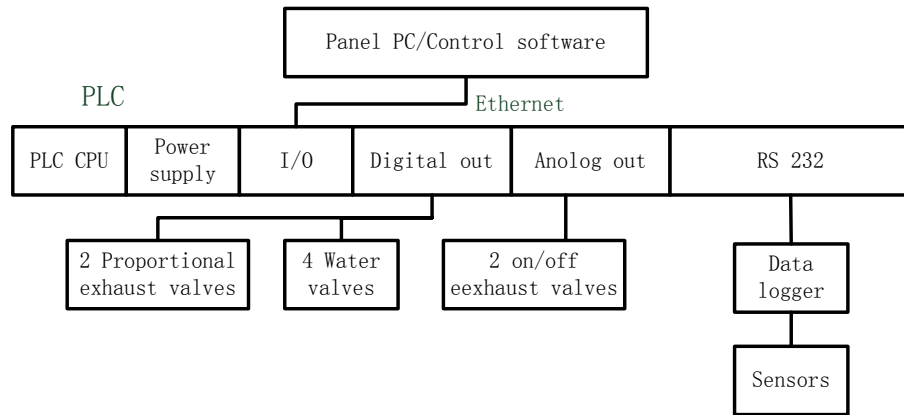 Panel PC/Control software
PLC
Ethernet
PLC CPU
Power
supply
I/O
Digital out
Anolog out
RS 232
2 Proportional
exhaust valves
4 Water
valves
2 on/off
eexhaust valves
Data
logger
Sensors